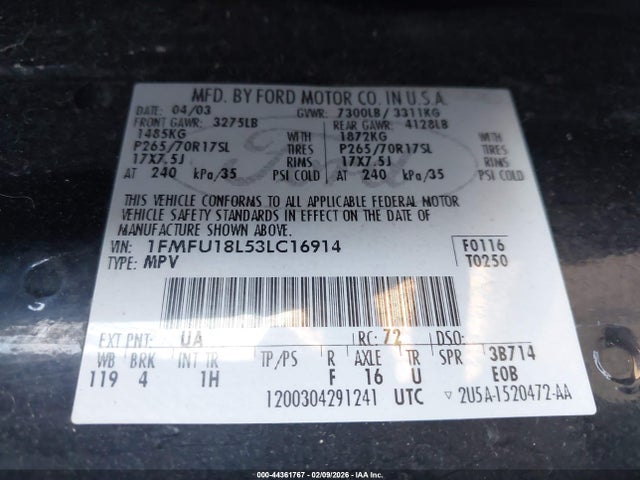 MFD. BY FORD MOTOR CO. IN U.S.A.
DATE: 04/03 GVWR: 7300LB / 3311KG
FRONT GAWR: 3275LB REAR GAWR: 4128LB
1485KG WITH 1872KG WITH
P265/70R17SL TIRES P265/70R17SL TIRES
17X7.5J RIMS 17X7.5J RIMS
AT 240 kPa/35 PSI COLD AT 240 kPa/35 PSI COLD
Ford
THIS VEHICLE CONFORMS TO ALL APPLICABLE FEDERAL MOTOR
VEHICLE SAFETY STANDARDS IN EFFECT ON THE DATE OF
MANUFACTURE SHOWN ABOVE.
VIN: 1FMFU18L53LC16914 F0116
TYPE: MPV T0250
EXT PNT: UA RC: 72 DSO:
WB BRK INT TR TP/PS R AXLE TR SPR 3B714
119 4 1H F 16 U E0B
1200304291241 UTC ▽ 2U5A-1520472-AA
000-44361767 - 02/09/2026 - IAA Inc.